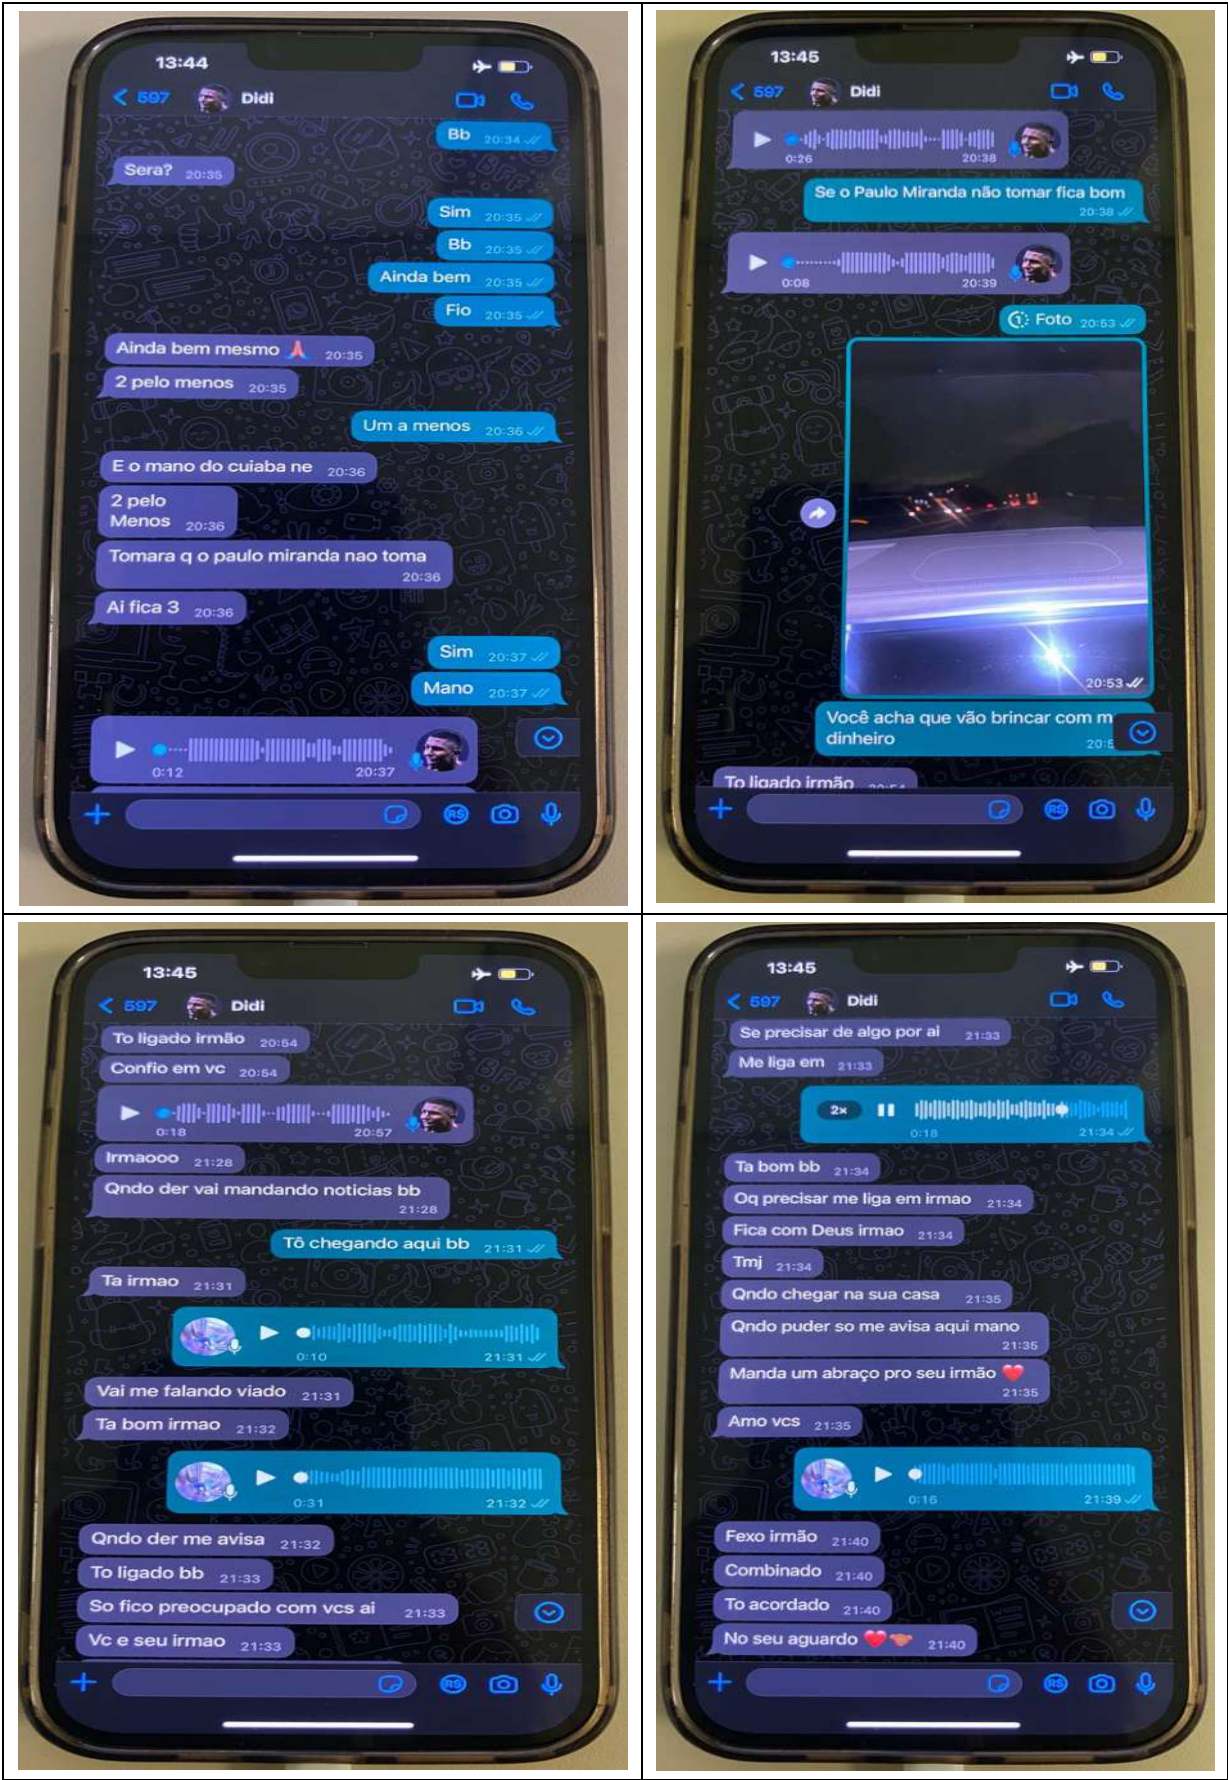 13:44
597 Didi
Bb 20:34
Sera? 20:35
Sim 20:35
Bb 20:35
Ainda bem 20:35
Fio 20:35
Ainda bem mesmo 🙏 20:35
2 pelo menos 20:35
Um a menos 20:36
E o mano do cuiaba ne 20:36
2 pelo
Menos 20:36
Tomara q o paulo miranda nao toma
20:36
Ai fica 3 20:36
Sim 20:37
Mano 20:37
0:12 20:37
R$
13:45
597 Didi
0:26 20:38
Se o Paulo Miranda não tomar fica bom
20:38
0:08 20:39
1 Foto 20:53
20:53
Você acha que vão brincar com m
dinheiro
To ligado irmão 20:54
R$
13:45
597 Didi
To ligado irmão 20:54
Confio em vc 20:54
0:18 20:57
Irmaooo 21:28
Qndo der vai mandando noticias bb
21:28
Tô chegando aqui bb 21:31
Ta irmao 21:31
0:10 21:31
Vai me falando viado 21:31
Ta bom irmao 21:32
0:31 21:32
Qndo der me avisa 21:32
To ligado bb 21:33
So fico preocupado com vcs ai 21:33
Vc e seu irmao 21:33
R$
13:45
597 Didi
Se precisar de algo por ai 21:33
Me liga em 21:33
2x
0:18 21:34
Ta bom bb 21:34
Oq precisar me liga em irmao 21:34
Fica com Deus irmao 21:34
Tmj 21:34
Qndo chegar na sua casa 21:35
Qndo puder so me avisa aqui mano
21:35
Manda um abraço pro seu irmão ❤️
21:35
Amo vcs 21:35
0:16 21:39
Fexo irmão 21:40
Combinado 21:40
To acordado 21:40
No seu aguardo ❤️🤝 21:40
R$